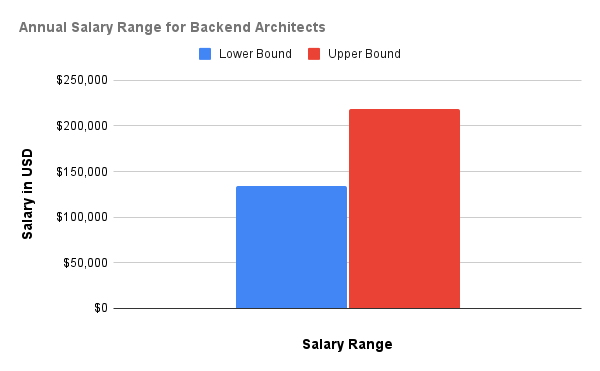 Annual Salary Range for Backend Architects
Lower Bound
Upper Bound
$250,000
$200,000
$150,000
$100,000
$50,000
$0
Salary in USD
Salary Range